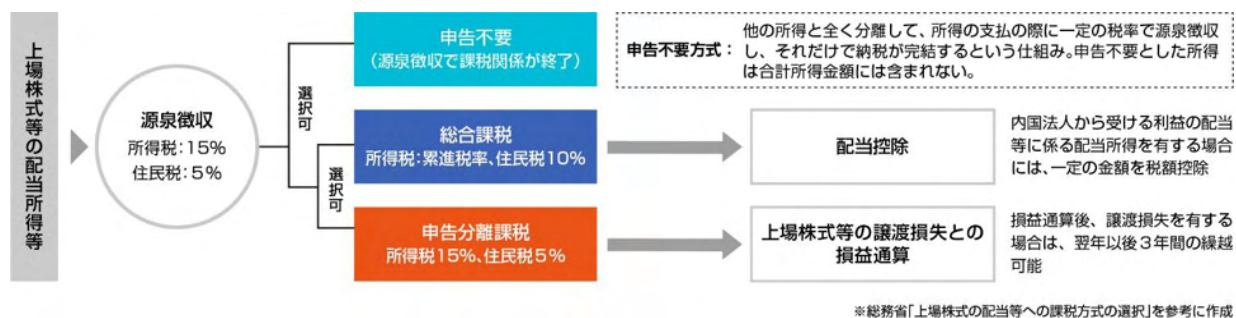 上場株式等の配当所得等
源泉徴収
所得税:15%
住民税:5%
選択可
選択可
申告不要
(源泉徴収で課税関係が終了)
申告不要方式:
他の所得と全く分離して、所得の支払の際に一定の税率で源泉徴収
し、それだけで納税が完結するという仕組み。申告不要とした所得
は合計所得金額には含まれない。
総合課税
所得税:累進税率、住民税10%
配当控除
内国法人から受ける利益の配当
等に係る配当所得を有する場合
には、一定の金額を税額控除
申告分離課税
所得税15%、住民税5%
上場株式等の譲渡損失との
損益通算
損益通算後、譲渡損失を有する
場合は、翌年以後3年間の繰越
可能
※総務省「上場株式の配当等への課税方式の選択」を参考に作成